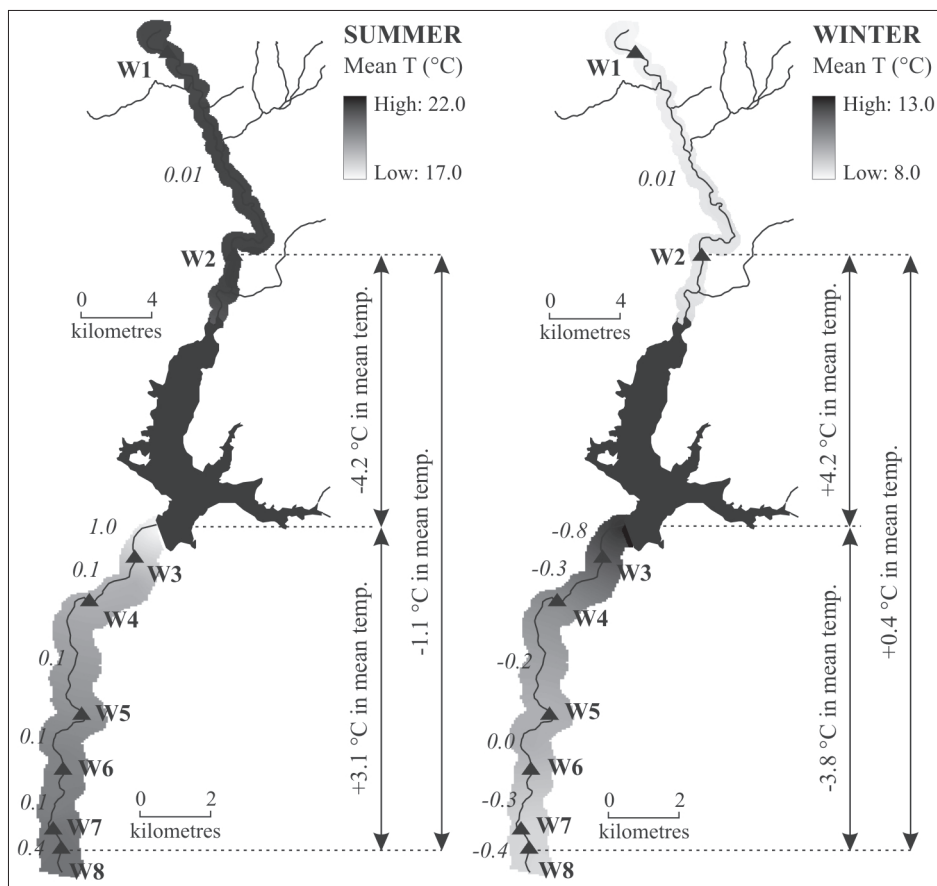 SUMMER
Mean T (°C)
High: 22.0
Low: 17.0
W1
0.01
W2
0 4
kilometres
-4.2 °C in mean temp.
-1.1 °C in mean temp.
+3.1 °C in mean temp.
1.0
W3
0.1
W4
0.1
W5
0.1
W6
0.1
W7
0.4
W8
0 2
kilometres
WINTER
Mean T (°C)
High: 13.0
Low: 8.0
W1
0.01
W2
0 4
kilometres
+4.2 °C in mean temp.
+0.4 °C in mean temp.
-3.8 °C in mean temp.
-0.8
W3
-0.3
W4
-0.2
W5
0.0
W6
-0.3
W7
-0.4
W8
0 2
kilometres